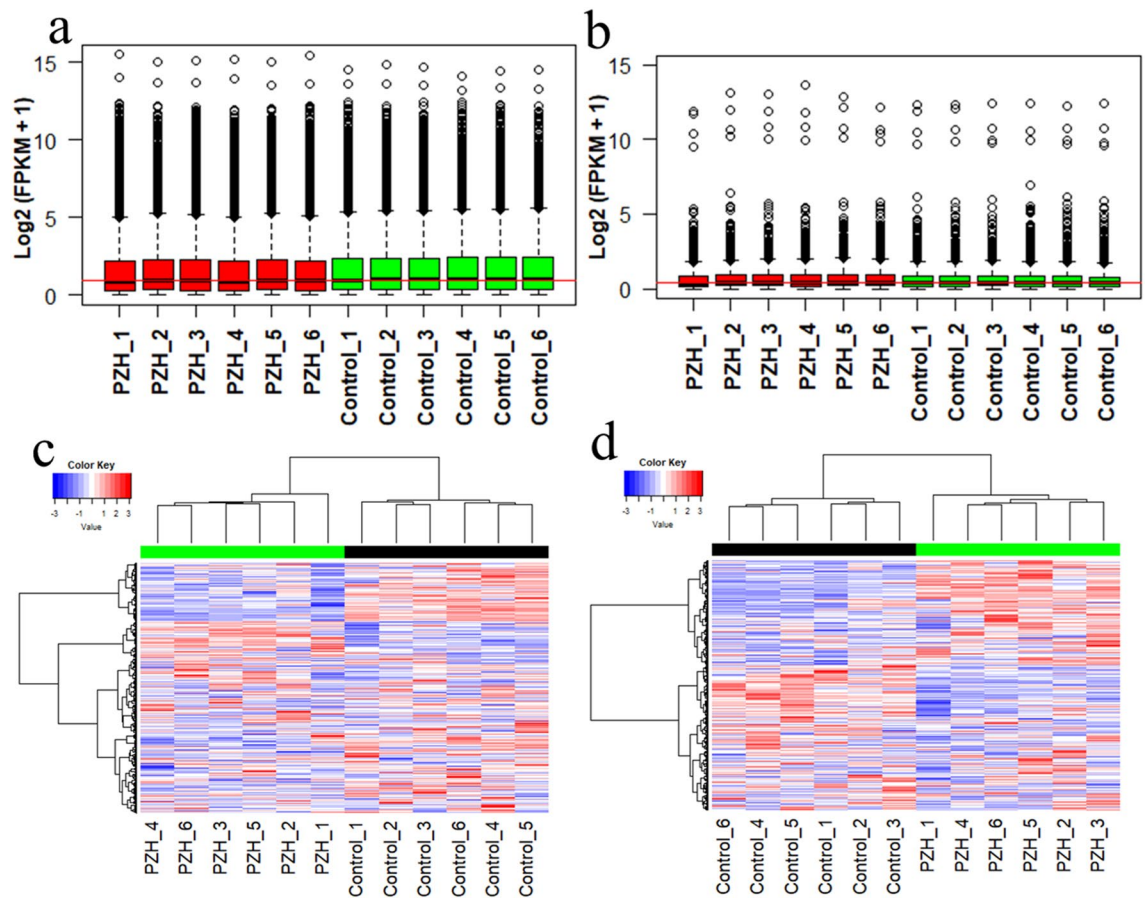 a
Log2 (FPKM + 1)
15
10
5
0
PZH_1
PZH_2
PZH_3
PZH_4
PZH_5
PZH_6
Control_1
Control_2
Control_3
Control_4
Control_5
Control_6
b
Log2 (FPKM + 1)
15
10
5
0
PZH_1
PZH_2
PZH_3
PZH_4
PZH_5
PZH_6
Control_1
Control_2
Control_3
Control_4
Control_5
Control_6
c
Color Key
-3 -1 1 2 3
Value
PZH_4
PZH_6
PZH_3
PZH_5
PZH_2
PZH_1
Control_1
Control_2
Control_3
Control_6
Control_4
Control_5
d
Color Key
-3 -1 1 2 3
Value
Control_6
Control_4
Control_5
Control_1
Control_2
Control_3
PZH_1
PZH_4
PZH_6
PZH_5
PZH_2
PZH_3